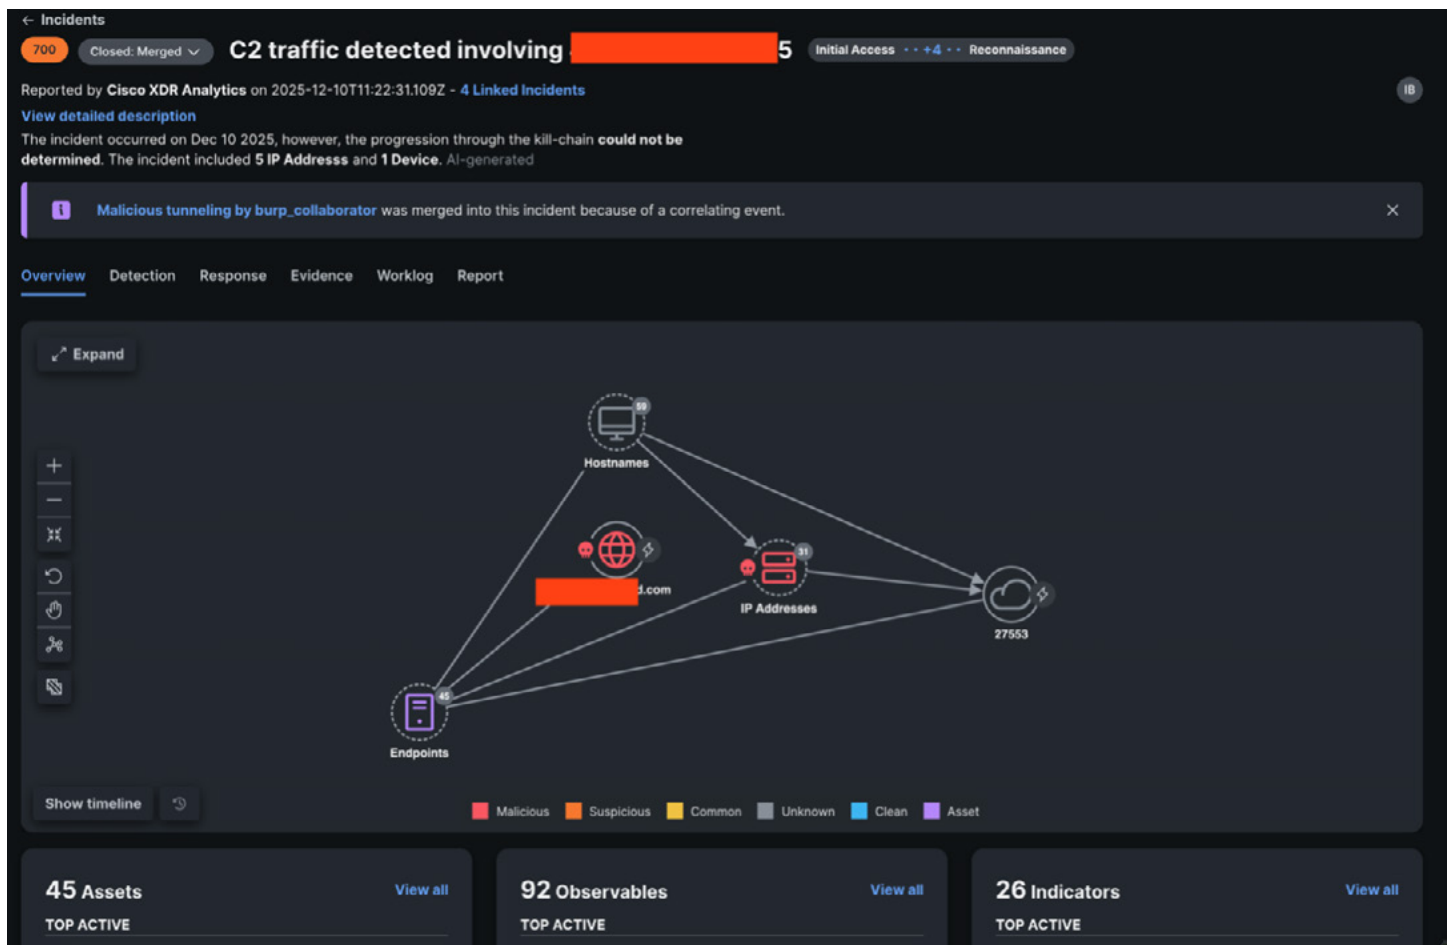 ← Incidents
700 Closed: Merged C2 traffic detected involving 5 Initial Access +4 Reconnaissance
Reported by Cisco XDR Analytics on 2025-12-10T11:22:31.109Z - 4 Linked Incidents
IB
View detailed description
The incident occurred on Dec 10 2025, however, the progression through the kill-chain could not be
determined. The incident included 5 IP Addresss and 1 Device. AI-generated
i Malicious tunneling by burp_collaborator was merged into this incident because of a correlating event.
Overview Detection Response Evidence Worklog Report
Expand
59
Hostnames
31
d.com
IP Addresses
27553
45
Endpoints
Show timeline
Malicious Suspicious Common Unknown Clean Asset
45 Assets View all
TOP ACTIVE
92 Observables View all
TOP ACTIVE
26 Indicators View all
TOP ACTIVE